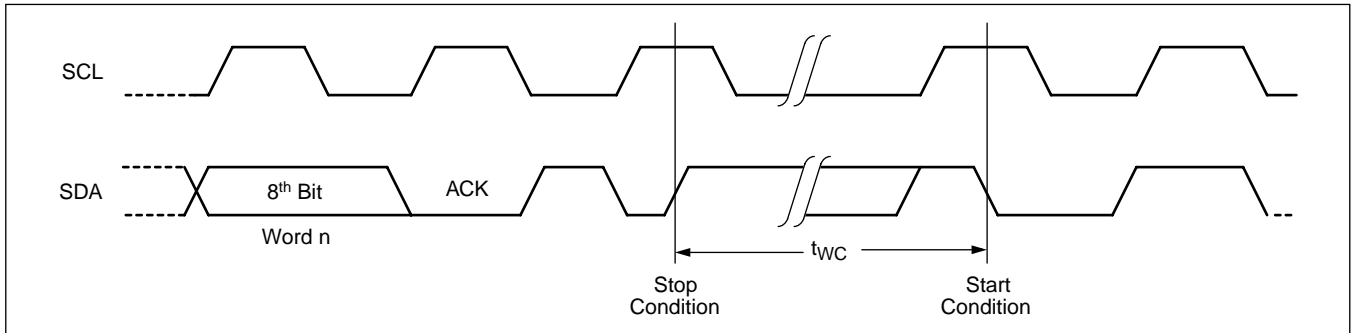 SCL
SDA
8th Bit
ACK
Word n
tWC
Stop
Condition
Start
Condition